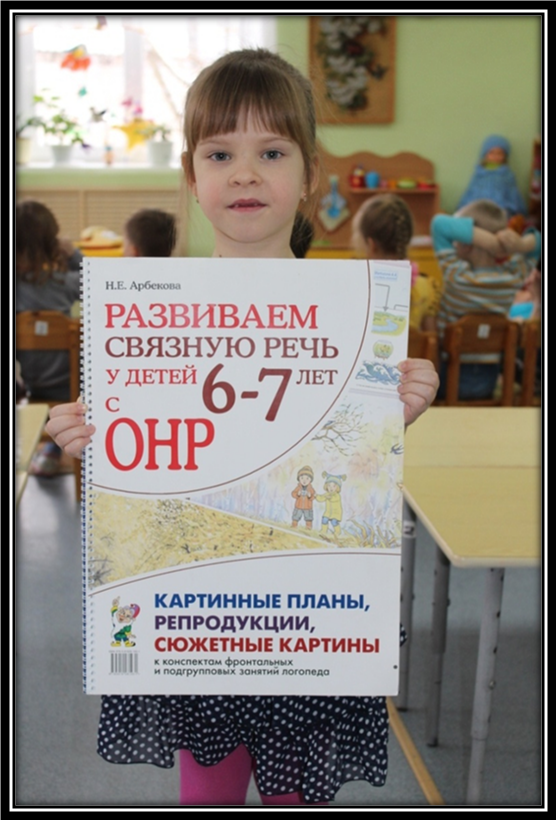 Н.Е. Арбекова
РАЗВИВАЕМ
СВЯЗНУЮ РЕЧЬ
У ДЕТЕЙ 6-7 ЛЕТ
С
ОНР
КАРТИННЫЕ ПЛАНЫ,
РЕПРОДУКЦИИ,
СЮЖЕТНЫЕ КАРТИНЫ
к конспектам фронтальных
и подгрупповых занятий логопеда